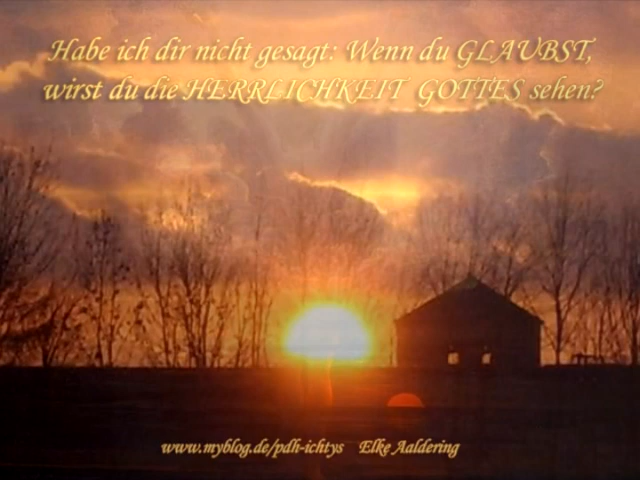 Habe ich dir nicht gesagt: Wenn du GLAUBST,
wirst du die HERRLICHKEIT GOTTES sehen?
www.myblog.de/pdh-ichtys Elke Aaldering